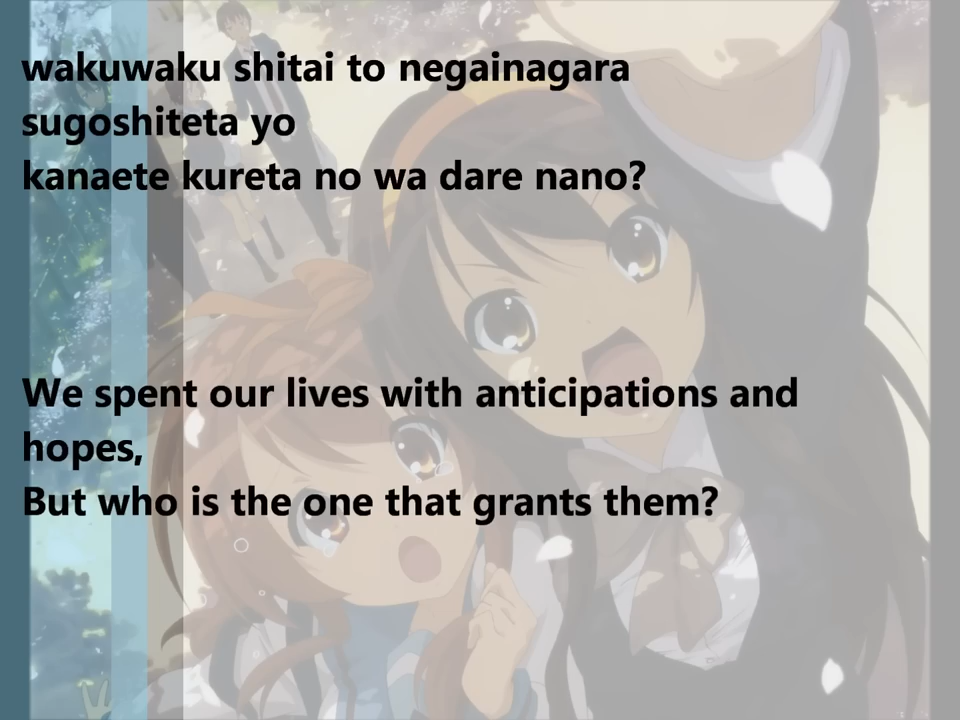 wakuwaku shitai to negainagara
sugoshiteta yo
kanaete kureta no wa dare nano?
We spent our lives with anticipations and
hopes,
But who is the one that grants them?